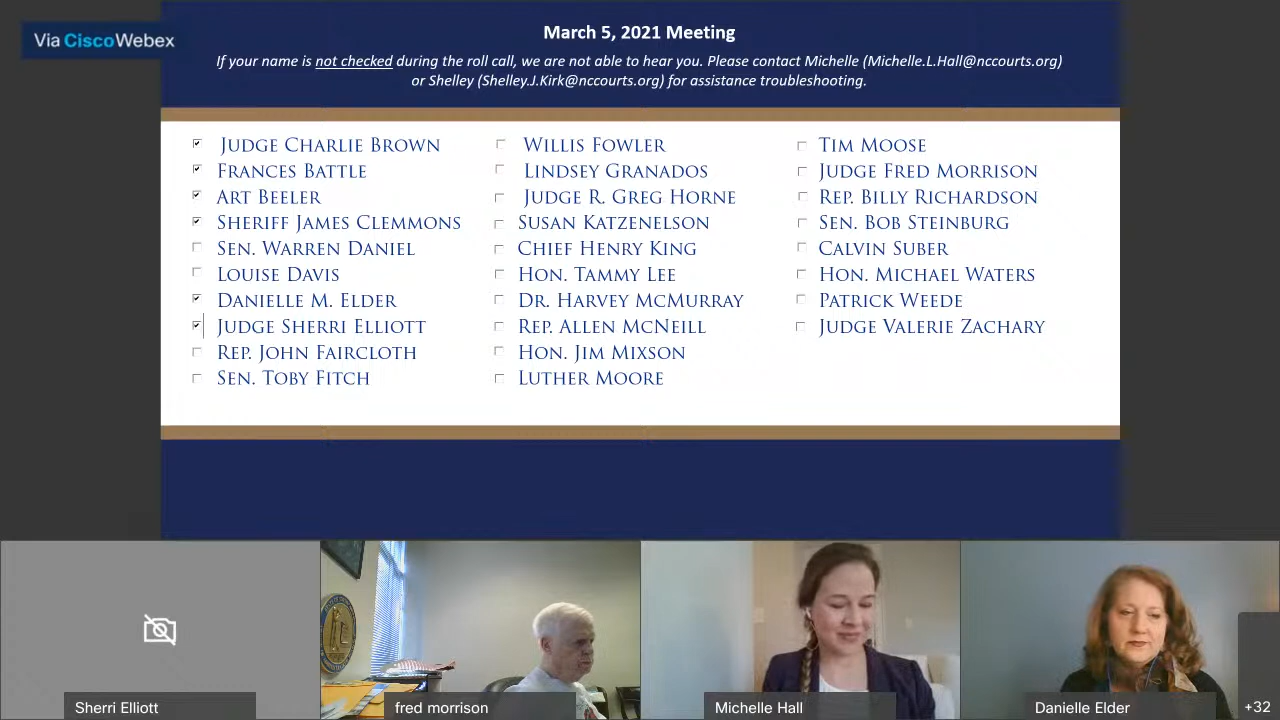 Via Cisco Webex
March 5, 2021 Meeting
If your name is not checked during the roll call, we are not able to hear you. Please contact Michelle (Michelle.L.Hall@nccourts.org)
or Shelley (Shelley.J.Kirk@nccourts.org) for assistance troubleshooting.
Judge Charlie Brown
Frances Battle
Art Beeler
Sheriff James Clemmons
Sen. Warren Daniel
Louise Davis
Danielle M. Elder
Judge Sherri Elliott
Rep. John Faircloth
Sen. Toby Fitch
Willis Fowler
Lindsey Granados
Judge R. Greg Horne
Susan Katzenelson
Chief Henry King
Hon. Tammy Lee
Dr. Harvey McMurray
Rep. Allen McNeill
Hon. Jim Mixson
Luther Moore
Tim Moose
Judge Fred Morrison
Rep. Billy Richardson
Sen. Bob Steinburg
Calvin Suber
Hon. Michael Waters
Patrick Weede
Judge Valerie Zachary
Sherri Elliott
fred morrison
Michelle Hall
Danielle Elder
+32